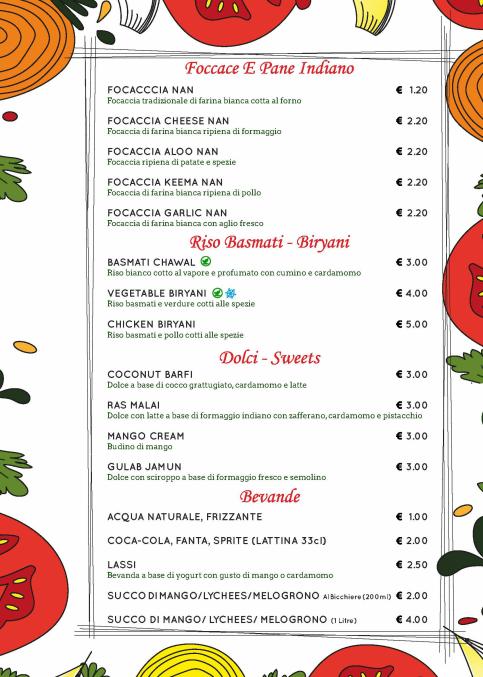 Foccace E Pane Indiano
FOCACCCIA NAN € 1.20
Focaccia tradizionale di farina bianca cotta al forno
FOCACCIA CHEESE NAN € 2.20
Focaccia di farina bianca ripiena di formaggio
FOCACCIA ALOO NAN € 2.20
Focaccia ripiena di patate e spezie
FOCACCIA KEEMA NAN € 2.20
Focaccia di farina bianca ripiena di pollo
FOCACCIA GARLIC NAN € 2.20
Focaccia di farina bianca con aglio fresco
Riso Basmati - Biryani
BASMATI CHAWAL € 3.00
Riso bianco cotto al vapore e profumato con cumino e cardamomo
VEGETABLE BIRYANI € 4.00
Riso basmati e verdure cotti alle spezie
CHICKEN BIRYANI € 5.00
Riso basmati e pollo cotti alle spezie
Dolci - Sweets
COCONUT BARFI € 3.00
Dolce a base di cocco grattugiato, cardamomo e latte
RAS MALAI € 3.00
Dolce con latte a base di formaggio indiano con zafferano, cardamomo e pistacchio
MANGO CREAM € 3.00
Budino di mango
GULAB JAMUN € 3.00
Dolce con sciroppo a base di formaggio fresco e semolino
Bevande
ACQUA NATURALE, FRIZZANTE € 1.00
COCA-COLA, FANTA, SPRITE (LATTINA 33cl) € 2.00
LASSI € 2.50
Bevanda a base di yogurt con gusto di mango o cardamomo
SUCCO DI MANGO/LYCHEES/MELOGRONO Al Bicchiere (200ml) € 2.00
SUCCO DI MANGO/ LYCHEES/ MELOGRONO (1 Litre) € 4.00